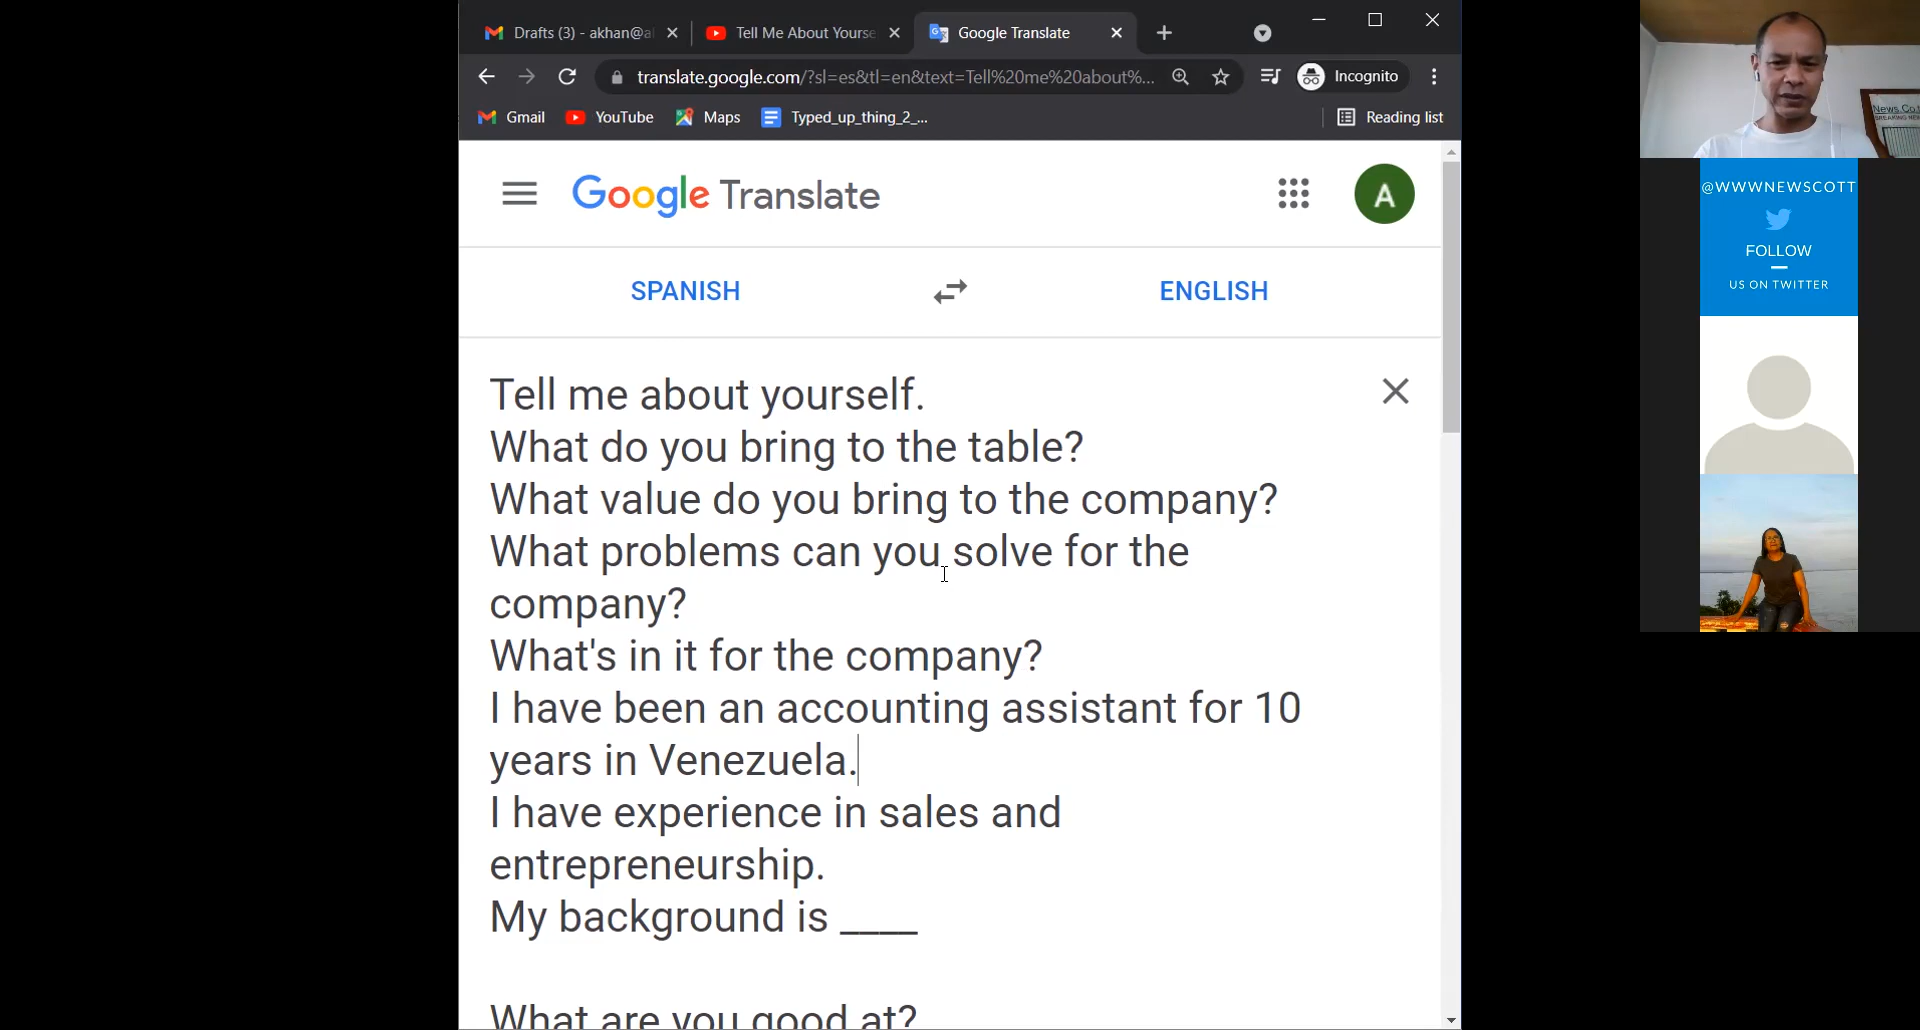 Drafts (3) - akhan@a
Tell Me About Yourse
Google Translate
translate.google.com/?sl=es&tl=en&text=Tell%20me%20about%...
Incognito
Gmail
YouTube
Maps
Typed_up_thing_2_...
Reading list
Google Translate
A
SPANISH
ENGLISH
Tell me about yourself.
What do you bring to the table?
What value do you bring to the company?
What problems can you solve for the
company?
What's in it for the company?
I have been an accounting assistant for 10
years in Venezuela.
I have experience in sales and
entrepreneurship.
My background is ____
What are you good at?
News.Co.
BREAKING NE
@WWWNEWSCOTT
FOLLOW
US ON TWITTER